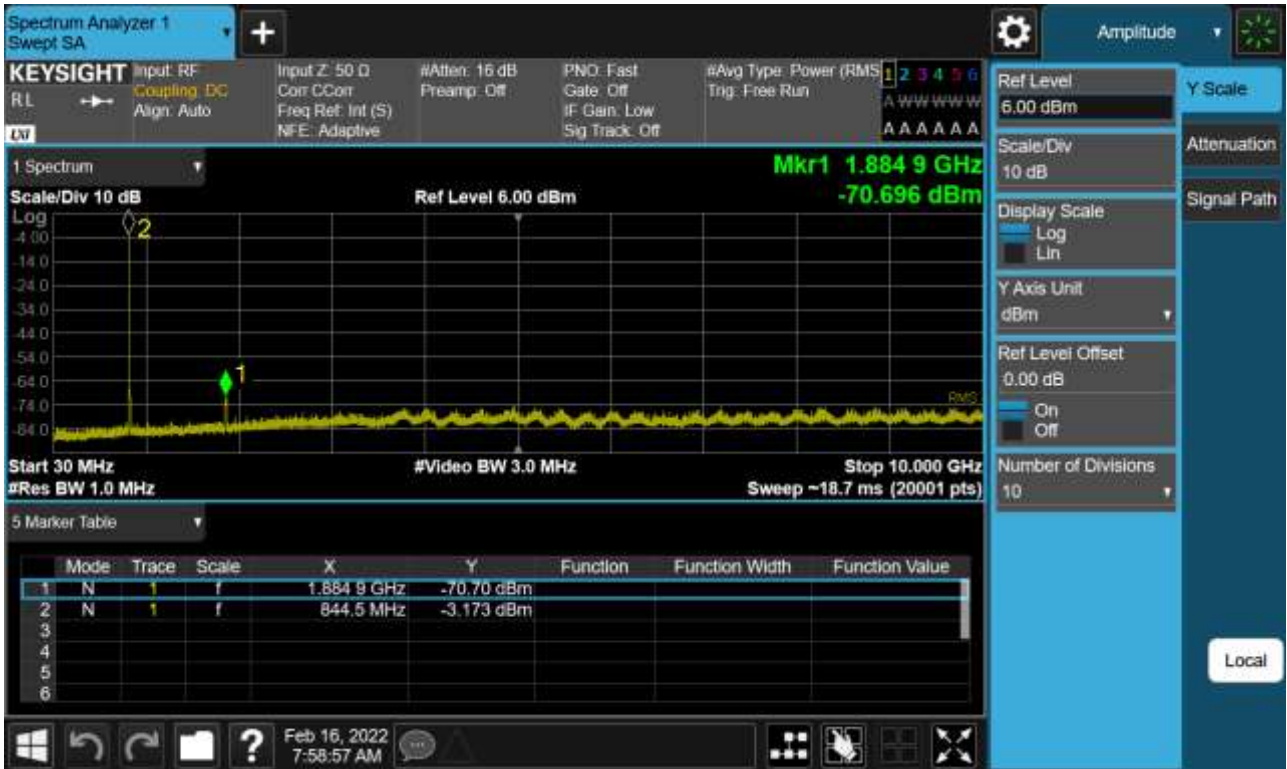 Spectrum Analyzer 1
Swept SA
+
Amplitude
KEYSIGHT
RL
LXI
Input: RF
Coupling: DC
Align: Auto
Input Z: 50 Ω
Corr CCorr
Freq Ref: Int (S)
NFE: Adaptive
#Atten: 16 dB
Preamp: Off
PNO: Fast
Gate: Off
IF Gain: Low
Sig Track: Off
#Avg Type: Power (RMS
Trig: Free Run
1 2 3 4 5 6
A W W W W W
A A A A A A
1 Spectrum
Mkr1 1.884 9 GHz
Scale/Div 10 dB
Ref Level 6.00 dBm
-70.696 dBm
Log
-4.00
-14.0
-24.0
-34.0
-44.0
-54.0
-64.0
-74.0
-84.0
2
1
RMS
Start 30 MHz
#Video BW 3.0 MHz
Stop 10.000 GHz
#Res BW 1.0 MHz
Sweep ~18.7 ms (20001 pts)
5 Marker Table
Mode Trace Scale X Y Function Function Width Function Value
1 N 1 f 1.884 9 GHz -70.70 dBm
2 N 1 f 844.5 MHz -3.173 dBm
3
4
5
6
Ref Level
6.00 dBm
Scale/Div
10 dB
Display Scale
Log
Lin
Y Axis Unit
dBm
Ref Level Offset
0.00 dB
On
Off
Number of Divisions
10
Y Scale
Attenuation
Signal Path
Local
?
Feb 16, 2022
7:58:57 AM